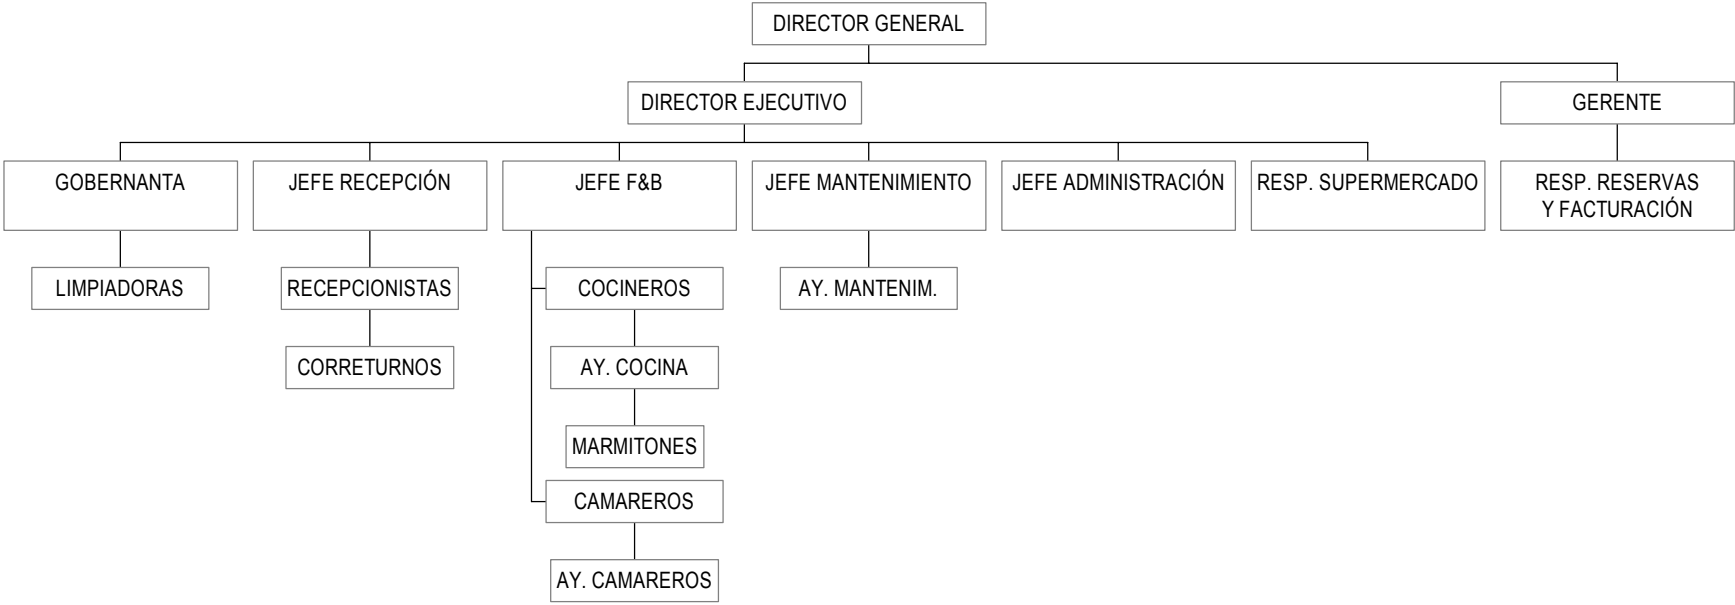 DIRECTOR GENERAL
DIRECTOR EJECUTIVO
GERENTE
GOBERNANTA
JEFE RECEPCIÓN
JEFE F&B
JEFE MANTENIMIENTO
JEFE ADMINISTRACIÓN
RESP. SUPERMERCADO
RESP. RESERVAS
Y FACTURACIÓN
LIMPIADORAS
RECEPCIONISTAS
COCINEROS
AY. MANTENIM.
CORRETURNOS
AY. COCINA
MARMITONES
CAMAREROS
AY. CAMAREROS